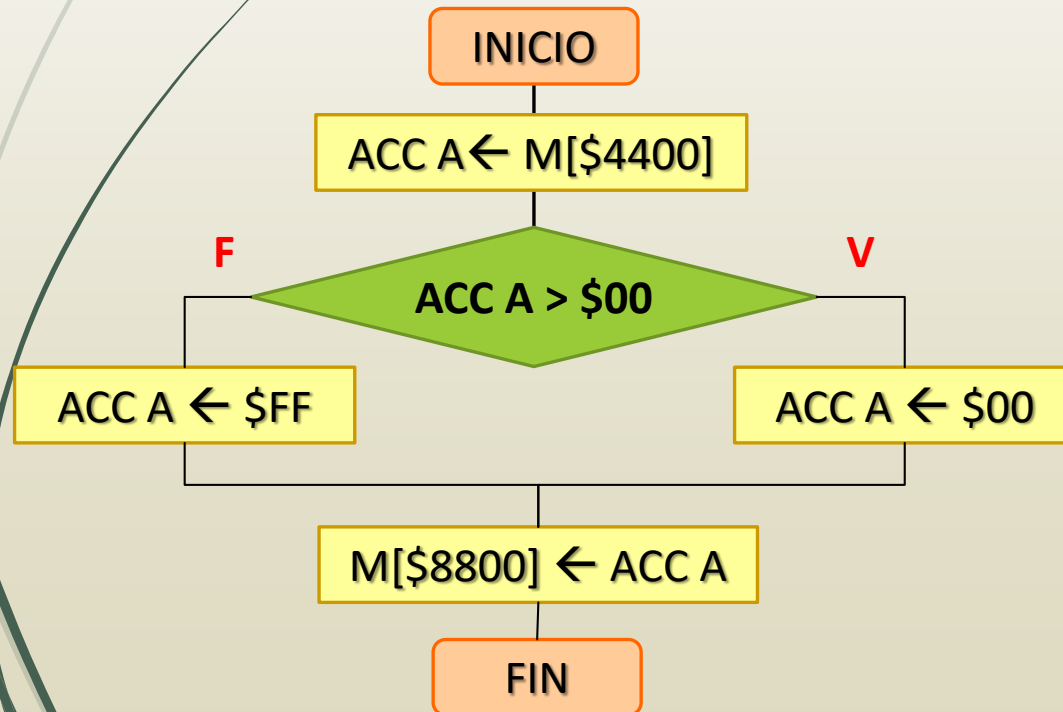 INICIO
ACC A← M[$4400]
F
V
ACC A > $00
ACC A ← $FF
ACC A ← $00
M[$8800] ← ACC A
FIN